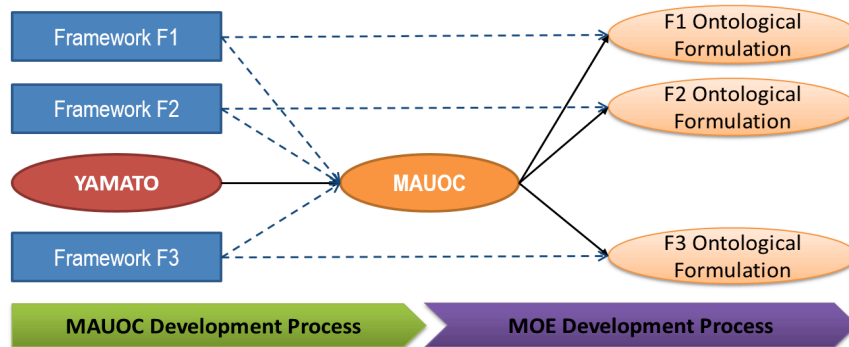 Framework F1
F1 Ontological
Formulation
Framework F2
F2 Ontological
Formulation
YAMATO
MAUOC
Framework F3
F3 Ontological
Formulation
MAUOC Development Process
MOE Development Process